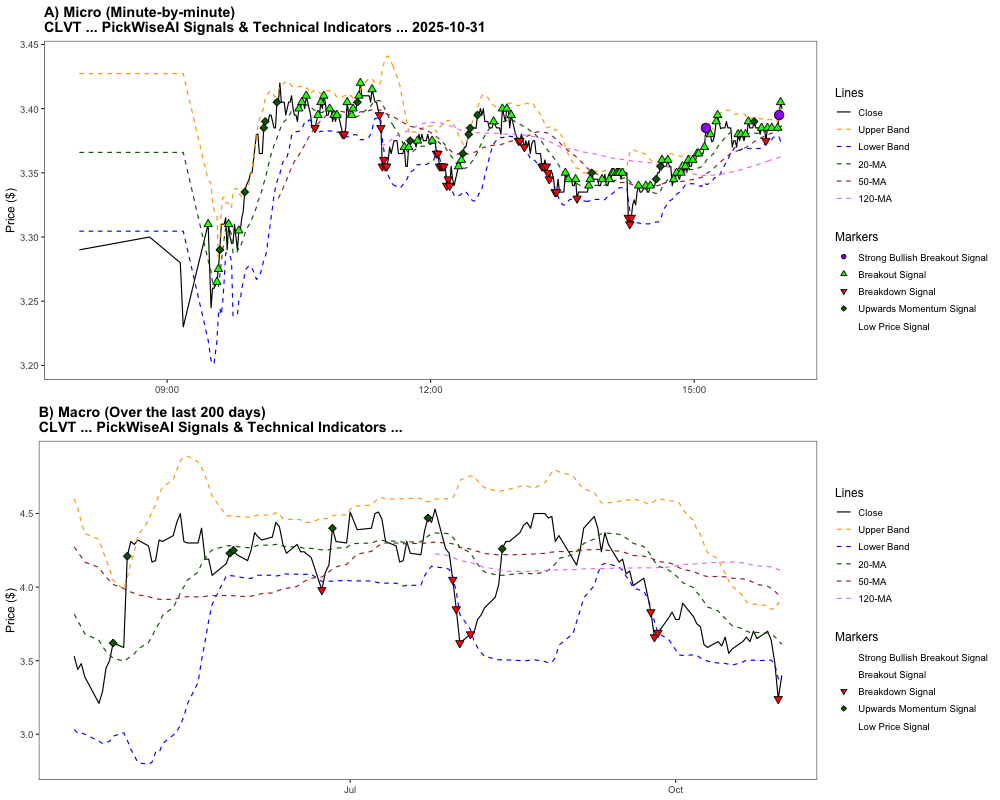 A) Micro (Minute-by-minute)
CLVT ... PickWiseAI Signals & Technical Indicators ... 2025-10-31
Price ($)
3.45
3.40
3.35
3.30
3.25
3.20
09:00
12:00
15:00
Lines
Close
Upper Band
Lower Band
20-MA
50-MA
120-MA
Markers
Strong Bullish Breakout Signal
Breakout Signal
Breakdown Signal
Upwards Momentum Signal
Low Price Signal
B) Macro (Over the last 200 days)
CLVT ... PickWiseAI Signals & Technical Indicators ...
Price ($)
4.5
4.0
3.5
3.0
Jul
Oct
Lines
Close
Upper Band
Lower Band
20-MA
50-MA
120-MA
Markers
Strong Bullish Breakout Signal
Breakout Signal
Breakdown Signal
Upwards Momentum Signal
Low Price Signal